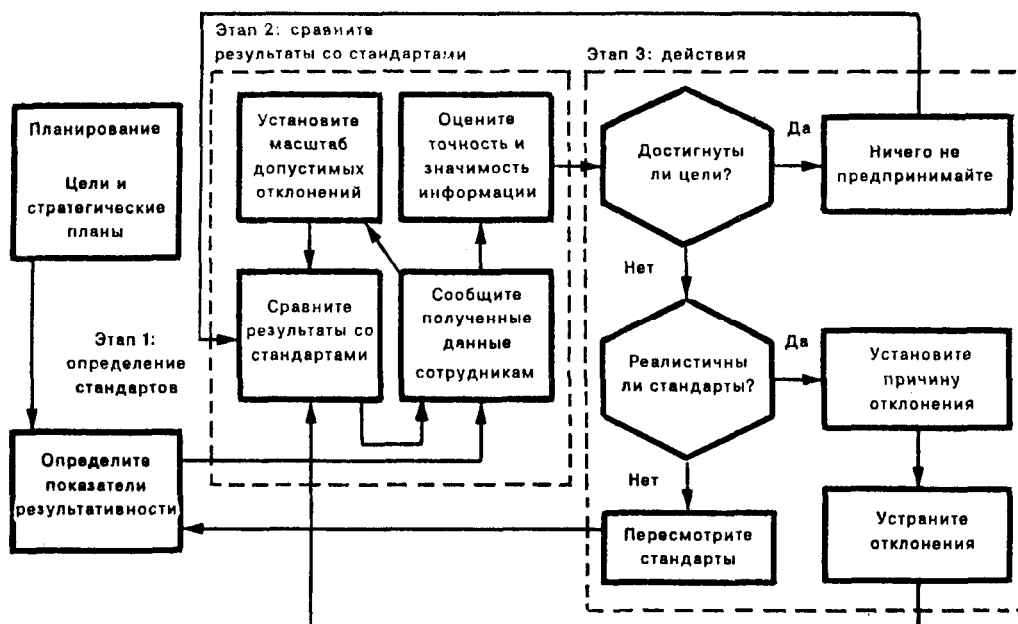 Этап 2: сравните
результаты со стандартами
Этап 3: действия
Планирование
Цели и
стратегические
планы
Установите
масштаб
допустимых
отклонений
Оцените
точность и
значимость
информации
Достигнуты
ли цели?
Да
Ничего не
предпринимайте
Нет
Этап 1:
определение
стандартов
Сравните
результаты со
стандартами
Сообщите
полученные
данные
сотрудникам
Реалистичны
ли стандарты?
Да
Установите
причину
отклонения
Определите
показатели
результативности
Нет
Пересмотрите
стандарты
Устраните
отклонения